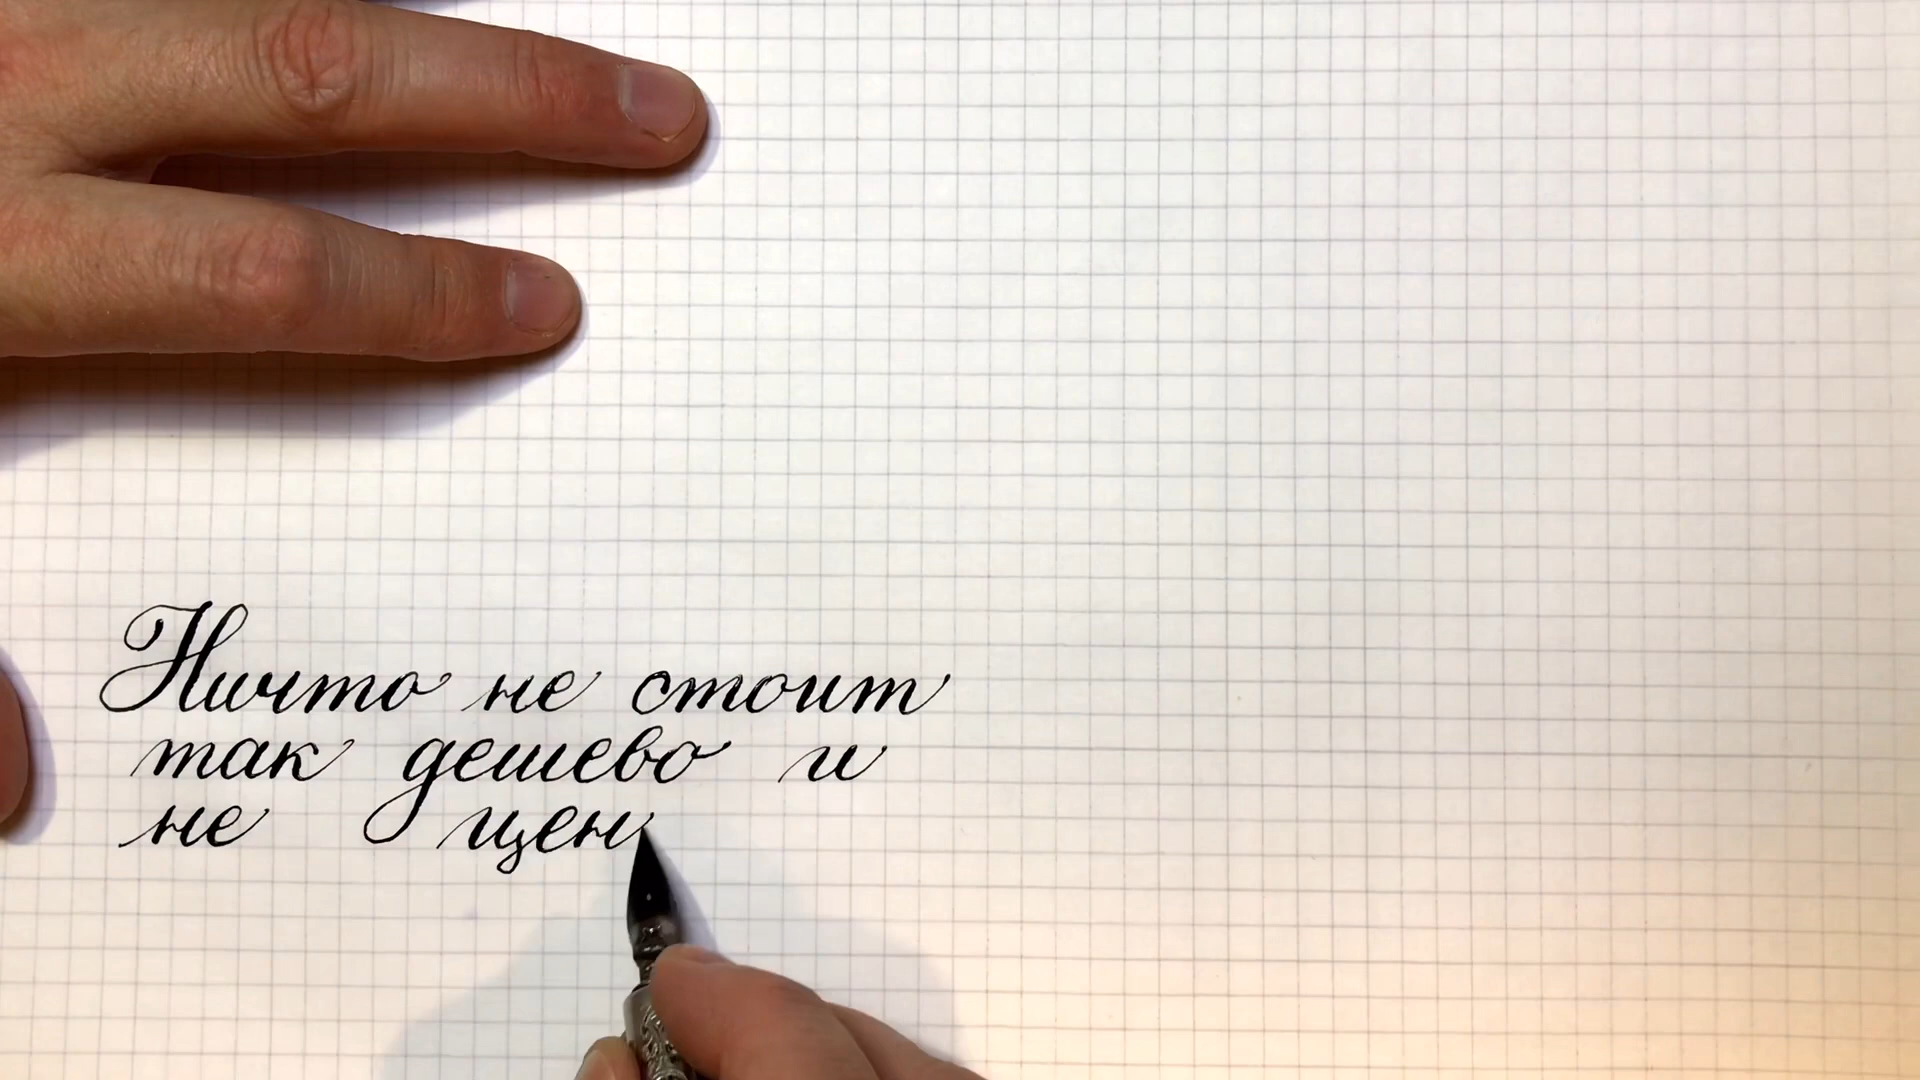 Ничто не стоит
так дешево и
не цен